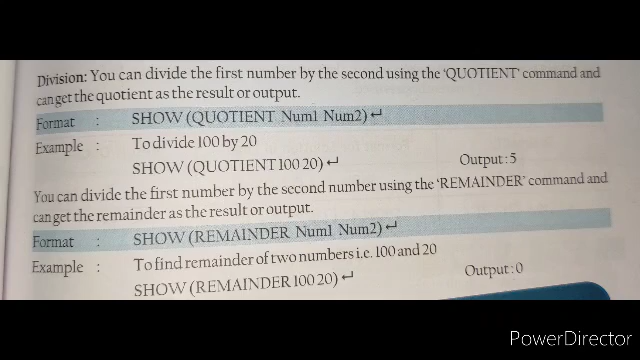 Division: You can divide the first number by the second using the 'QUOTIENT' command and
can get the quotient as the result or output.
Format : SHOW (QUOTIENT Num1 Num2)↵
Example : To divide 100 by 20
SHOW (QUOTIENT 100 20)↵ Output: 5
You can divide the first number by the second number using the 'REMAINDER' command and
can get the remainder as the result or output.
Format : SHOW (REMAINDER Num1 Num2)↵
Example : To find remainder of two numbers i.e. 100 and 20
SHOW (REMAINDER 100 20)↵ Output: 0
PowerDirector